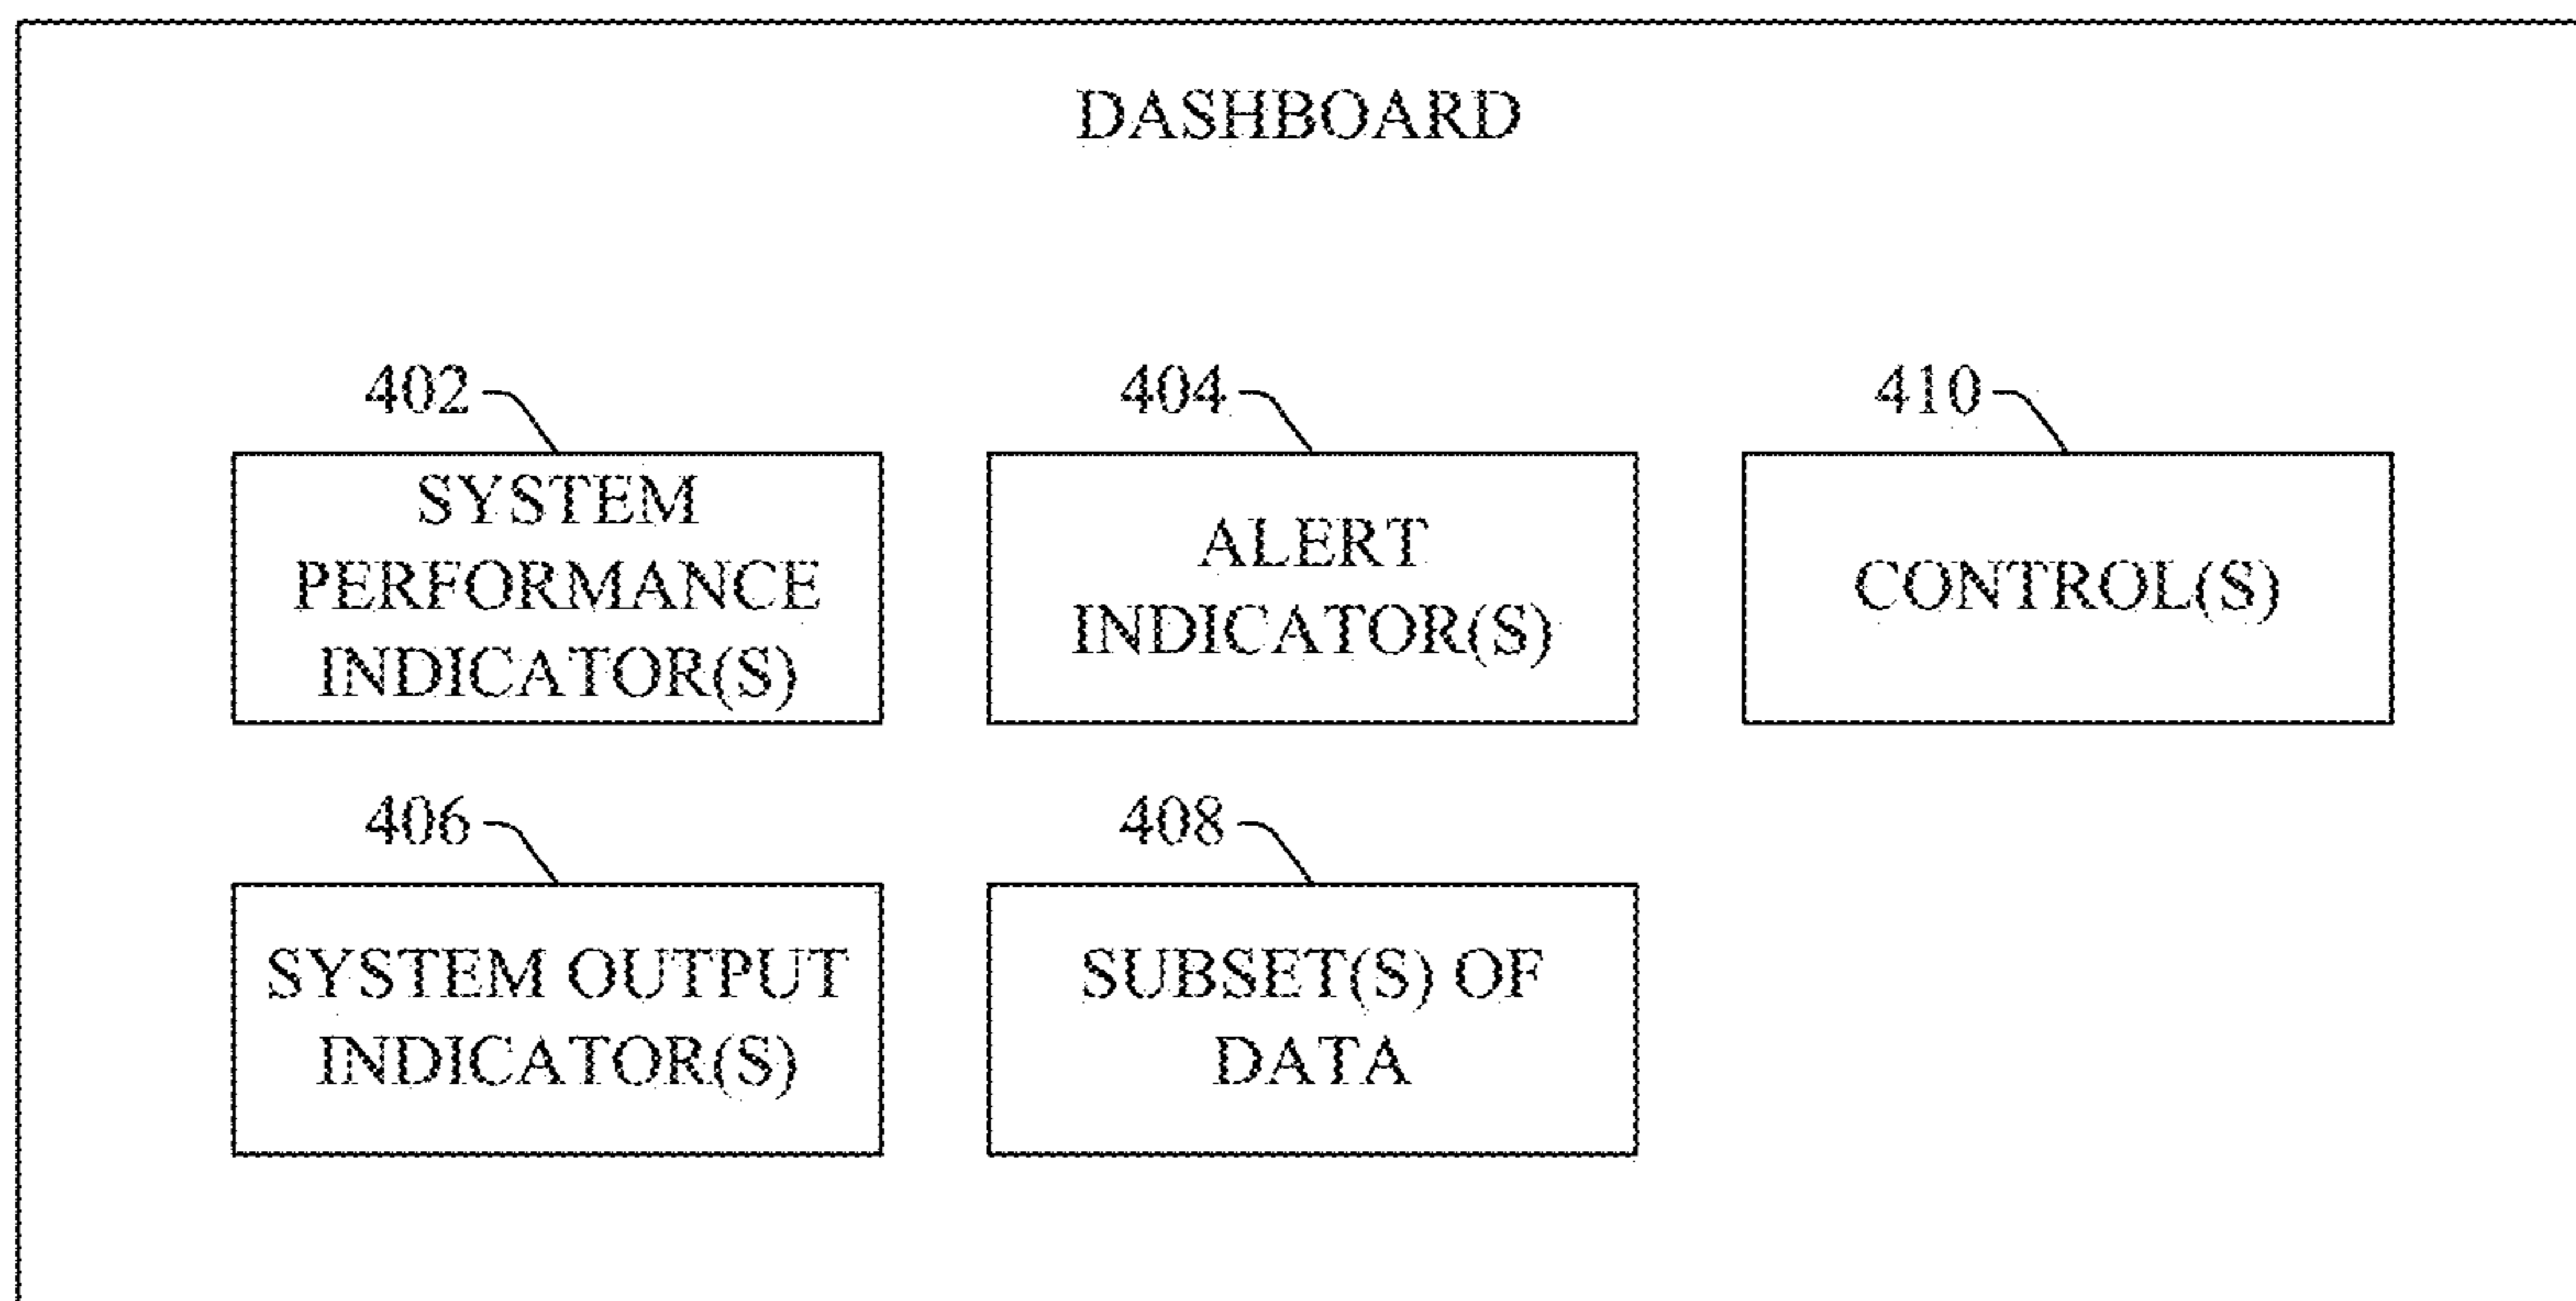 DASHBOARD
402
SYSTEM
PERFORMANCE
INDICATOR(S)
404
ALERT
INDICATOR(S)
410
CONTROL(S)
406
SYSTEM OUTPUT
INDICATOR(S)
408
SUBSET(S) OF
DATA